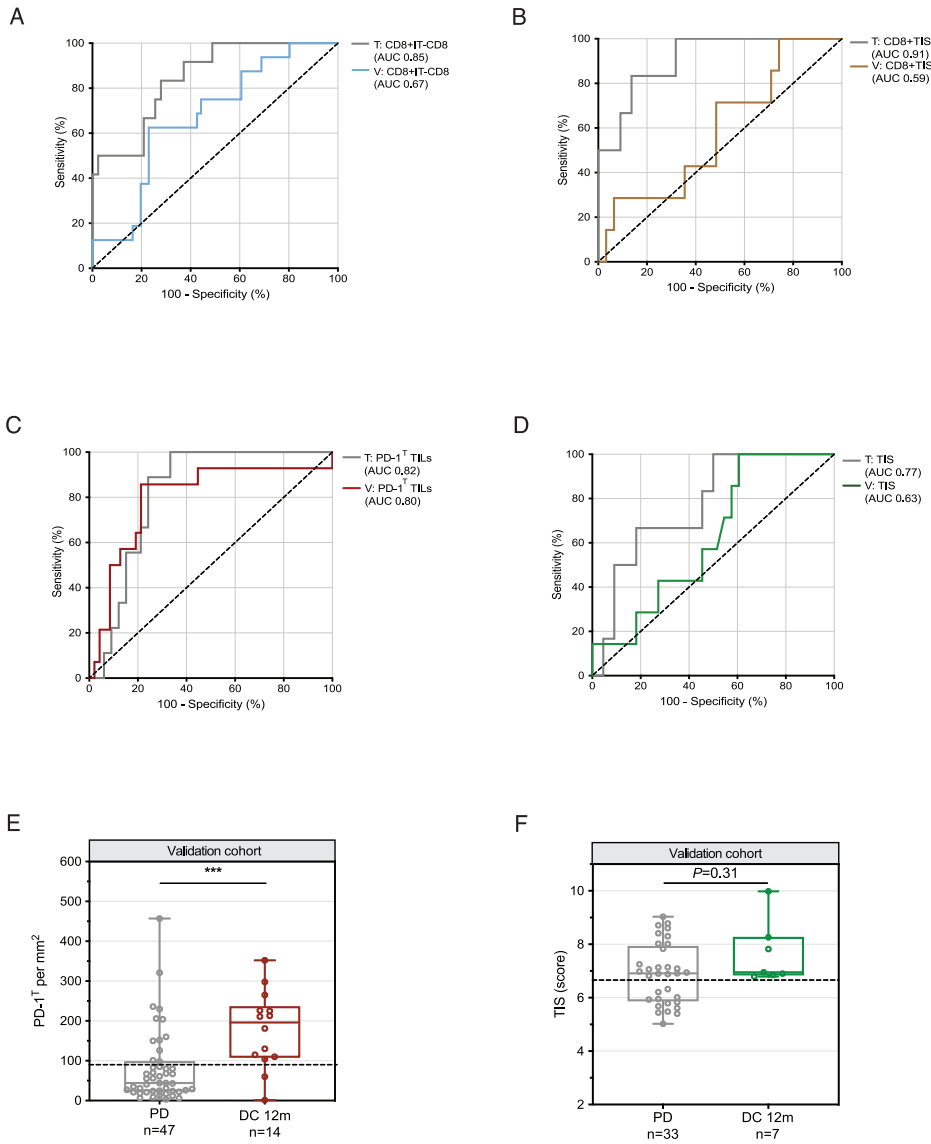 A
T: CD8+IT-CD8
(AUC 0.85)
V: CD8+IT-CD8
(AUC 0.67)
Sensitivity (%)
100
80
60
40
20
0
0 20 40 60 80 100
100 - Specificity (%)
B
T: CD8+TIS
(AUC 0.91)
V: CD8+TIS
(AUC 0.59)
Sensitivity (%)
100
80
60
40
20
0
0 20 40 60 80 100
100 - Specificity (%)
C
T: PD-1ᵀ TILs
(AUC 0.82)
V: PD-1ᵀ TILs
(AUC 0.80)
Sensitivity (%)
100
80
60
40
20
0
0 20 40 60 80 100
100 - Specificity (%)
D
T: TIS
(AUC 0.77)
V: TIS
(AUC 0.63)
Sensitivity (%)
100
80
60
40
20
0
0 20 40 60 80 100
100 - Specificity (%)
E
Validation cohort
***
PD-1ᵀ per mm²
600
500
400
300
200
100
0
PD DC 12m
n=47 n=14
F
Validation cohort
P=0.31
TIS (score)
10
8
6
4
2
PD DC 12m
n=33 n=7